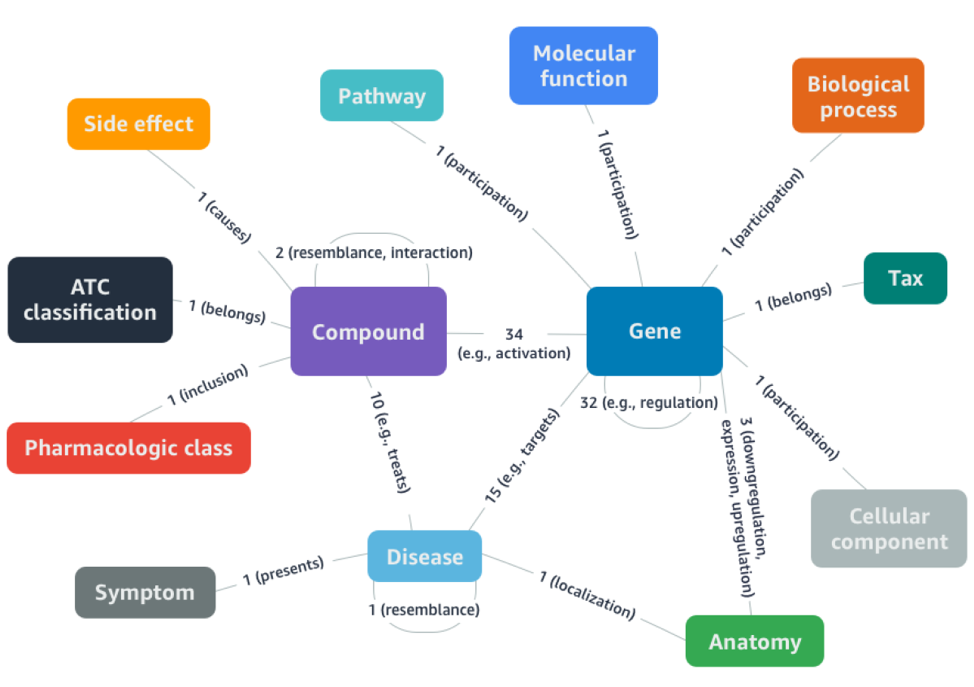 Molecular
function
Biological
process
Pathway
Side effect
1 (participation)
1 (participation)
1 (participation)
1 (causes)
2 (resemblance, interaction)
ATC
classification
1 (belongs)
Compound
34
(e.g., activation)
Gene
1 (belongs)
Tax
1 (inclusion)
32 (e.g., regulation)
1 (participation)
Pharmacologic class
10 (e.g., treats)
15 (e.g., targets)
3 (downgregulation,
expression, upregulation)
Cellular
component
Disease
1 (presents)
Symptom
1 (resemblance)
1 (localization)
Anatomy